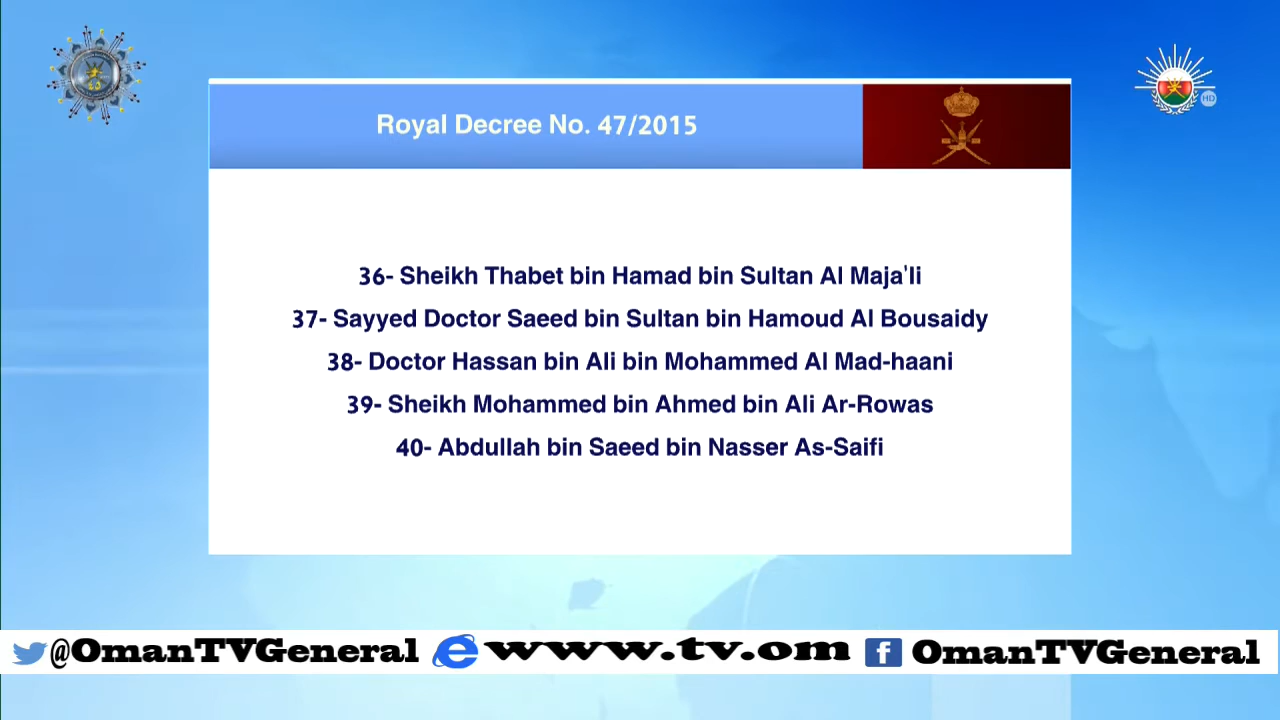 Royal Decree No. 47/2015
HD
36- Sheikh Thabet bin Hamad bin Sultan Al Maja'li
37- Sayyed Doctor Saeed bin Sultan bin Hamoud Al Bousaidy
38- Doctor Hassan bin Ali bin Mohammed Al Mad-haani
39- Sheikh Mohammed bin Ahmed bin Ali Ar-Rowas
40- Abdullah bin Saeed bin Nasser As-Saifi
@OmanTVGeneral www.tv.om OmanTVGeneral